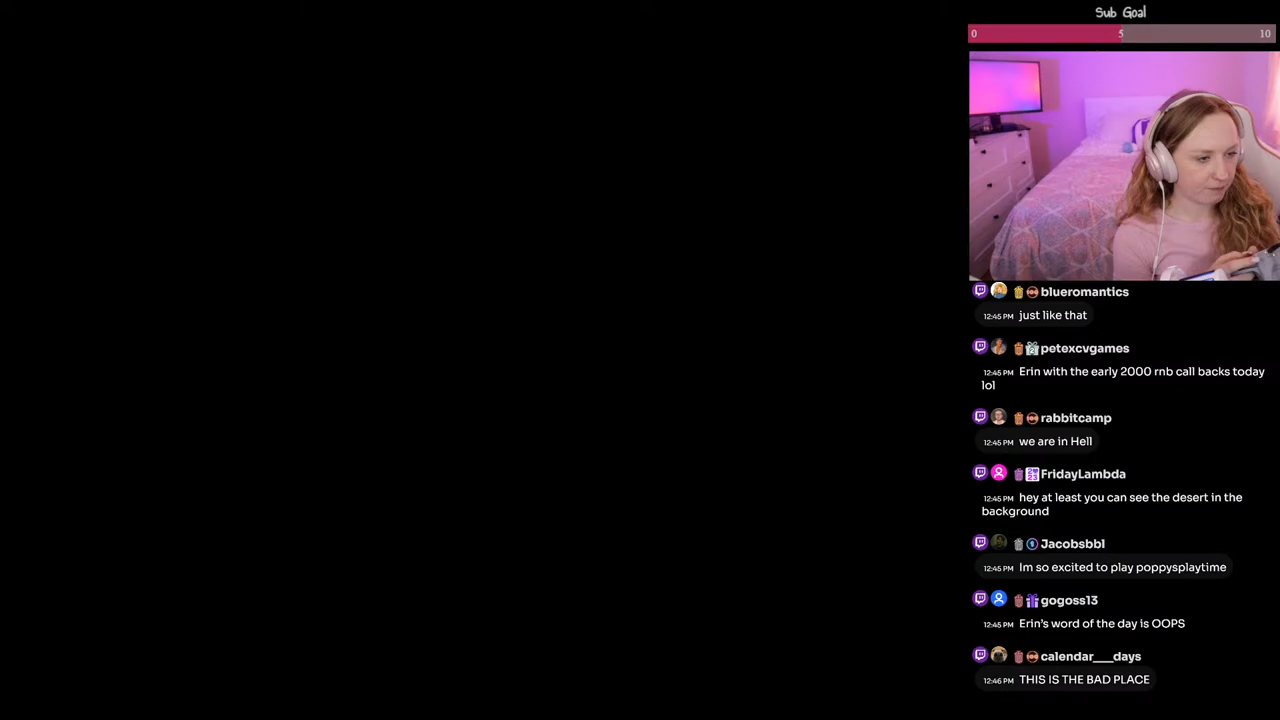 Sub Goal
0 5 10
blueromantics
12:45 PM just like that
petexcvgames
12:45 PM Erin with the early 2000 rnb call backs today
lol
rabbitcamp
12:45 PM we are in Hell
FridayLambda
12:45 PM hey at least you can see the desert in the
background
Jacobsbbl
12:45 PM Im so excited to play poppysplaytime
gogoss13
12:45 PM Erin's word of the day is OOPS
calendar___days
12:46 PM THIS IS THE BAD PLACE